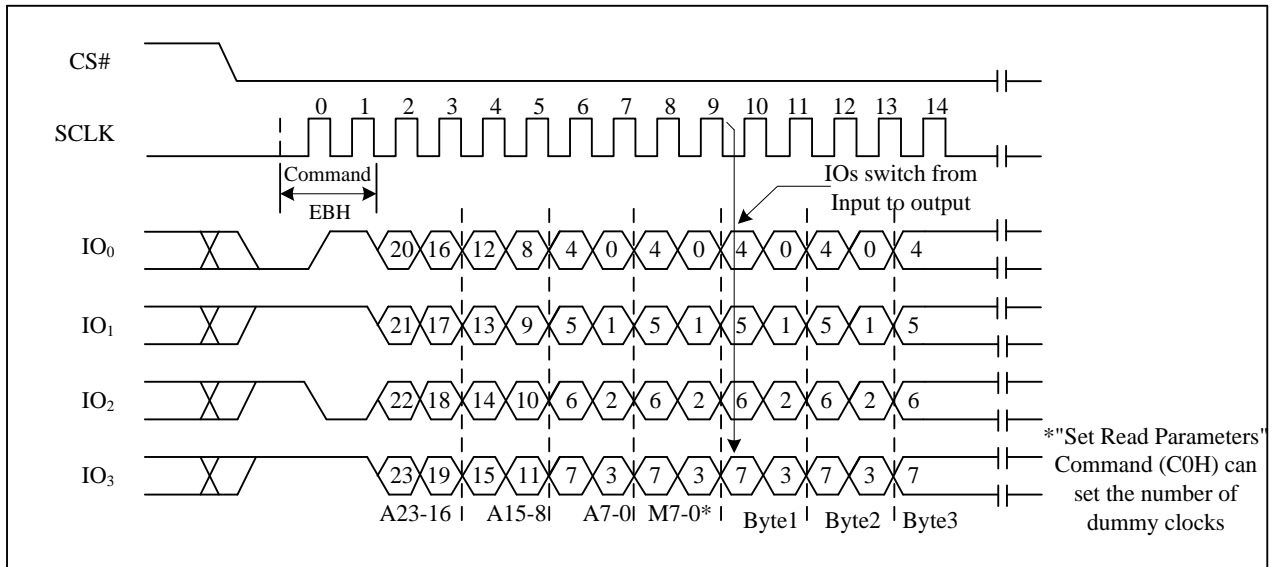 CS#
0 1 2 3 4 5 6 7 8 9 10 11 12 13 14
SCLK
Command
EBH
IOs switch from
Input to output
IO₀ 20 16 12 8 4 0 4 0 4 0 4 0 4
IO₁ 21 17 13 9 5 1 5 1 5 1 5 1 5
IO₂ 22 18 14 10 6 2 6 2 6 2 6 2 6
IO₃ 23 19 15 11 7 3 7 3 7 3 7 3 7
A23-16 A15-8 A7-0 M7-0* Byte1 Byte2 Byte3
*"Set Read Parameters"
Command (C0H) can
set the number of
dummy clocks